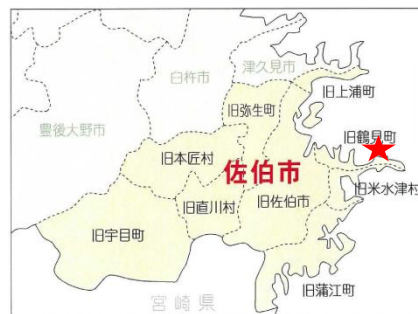 臼杵市
津久見市
旧上浦町
豊後大野市
旧弥生町
旧鶴見町
旧本匠村
佐伯市
旧米水津村
旧直川村
旧佐伯市
旧宇目町
旧蒲江町
宮崎県